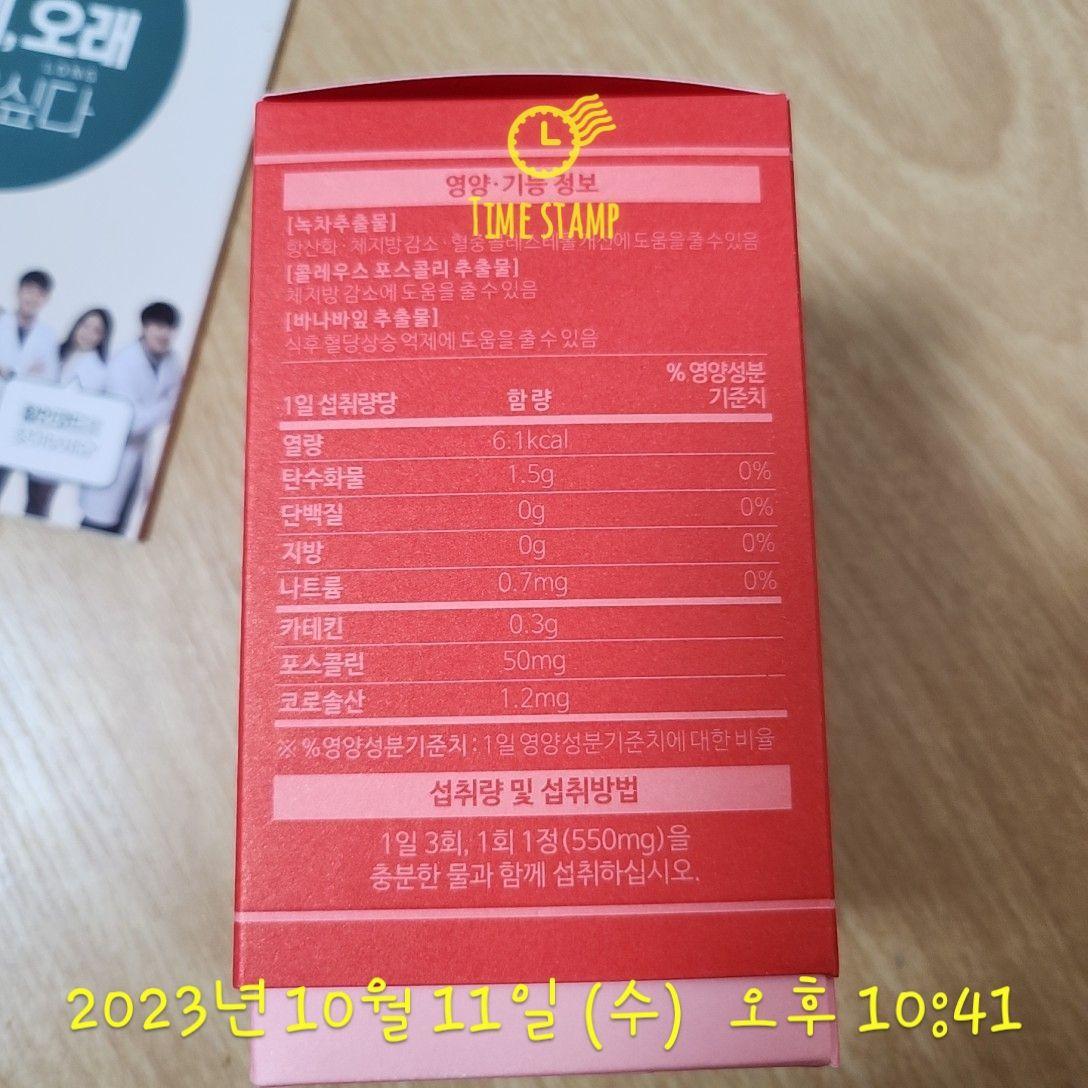 오래
LONG
싶다
영양·기능 정보
TIME STAMP
[녹차추출물]
항산화·체지방 감소·혈중 콜레스테롤 개선에 도움을 줄 수 있음
[콜레우스 포스콜리 추출물]
체지방 감소에 도움을 줄 수 있음
[바나바잎 추출물]
식후 혈당상승 억제에 도움을 줄 수 있음
1일 섭취량당 함 량 % 영양성분 기준치
열량 6.1kcal
탄수화물 1.5g 0%
단백질 0g 0%
지방 0g 0%
나트륨 0.7mg 0%
카테킨 0.3g
포스콜린 50mg
코로솔산 1.2mg
※ %영양성분기준치 : 1일 영양성분기준치에 대한 비율
섭취량 및 섭취방법
1일 3회, 1회 1정(550mg)을
충분한 물과 함께 섭취하십시오.
2023년 10월 11일 (수) 오후 10:41